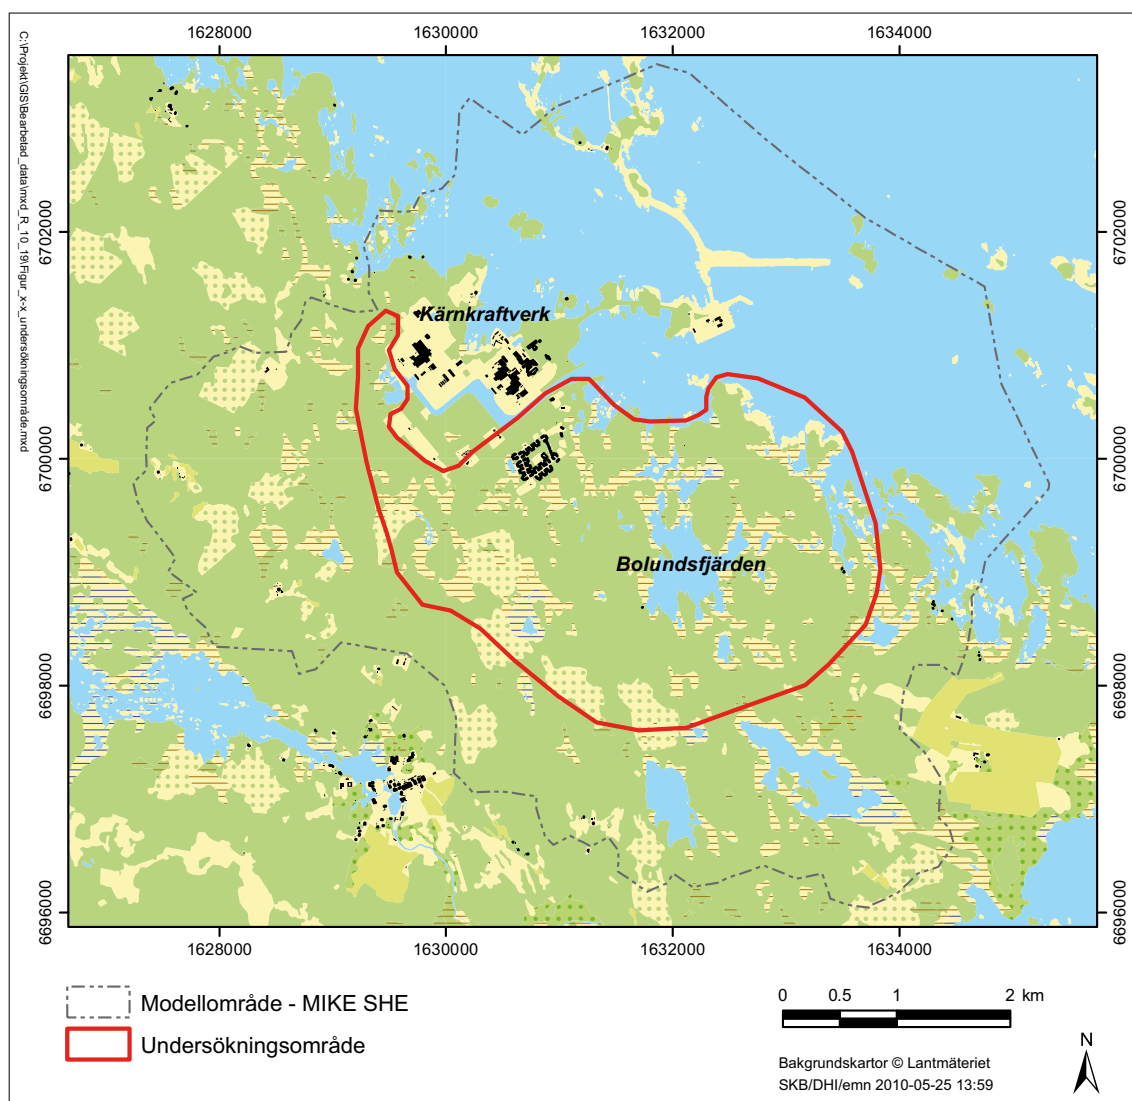 C:\Projekt\GIS\Bearbetad_data\mxd_R_10_19\Figur_x-x_undersökningsområde.mxd
1628000 1630000 1632000 1634000
6702000 6702000
Kärnkraftverk
6700000 6700000
Bolundsfjärden
6698000 6698000
6696000 6696000
1628000 1630000 1632000 1634000
Modellområde - MIKE SHE
Undersökningsområde
0 0.5 1 2 km
Bakgrundskartor © Lantmäteriet
SKB/DHI/emn 2010-05-25 13:59
N